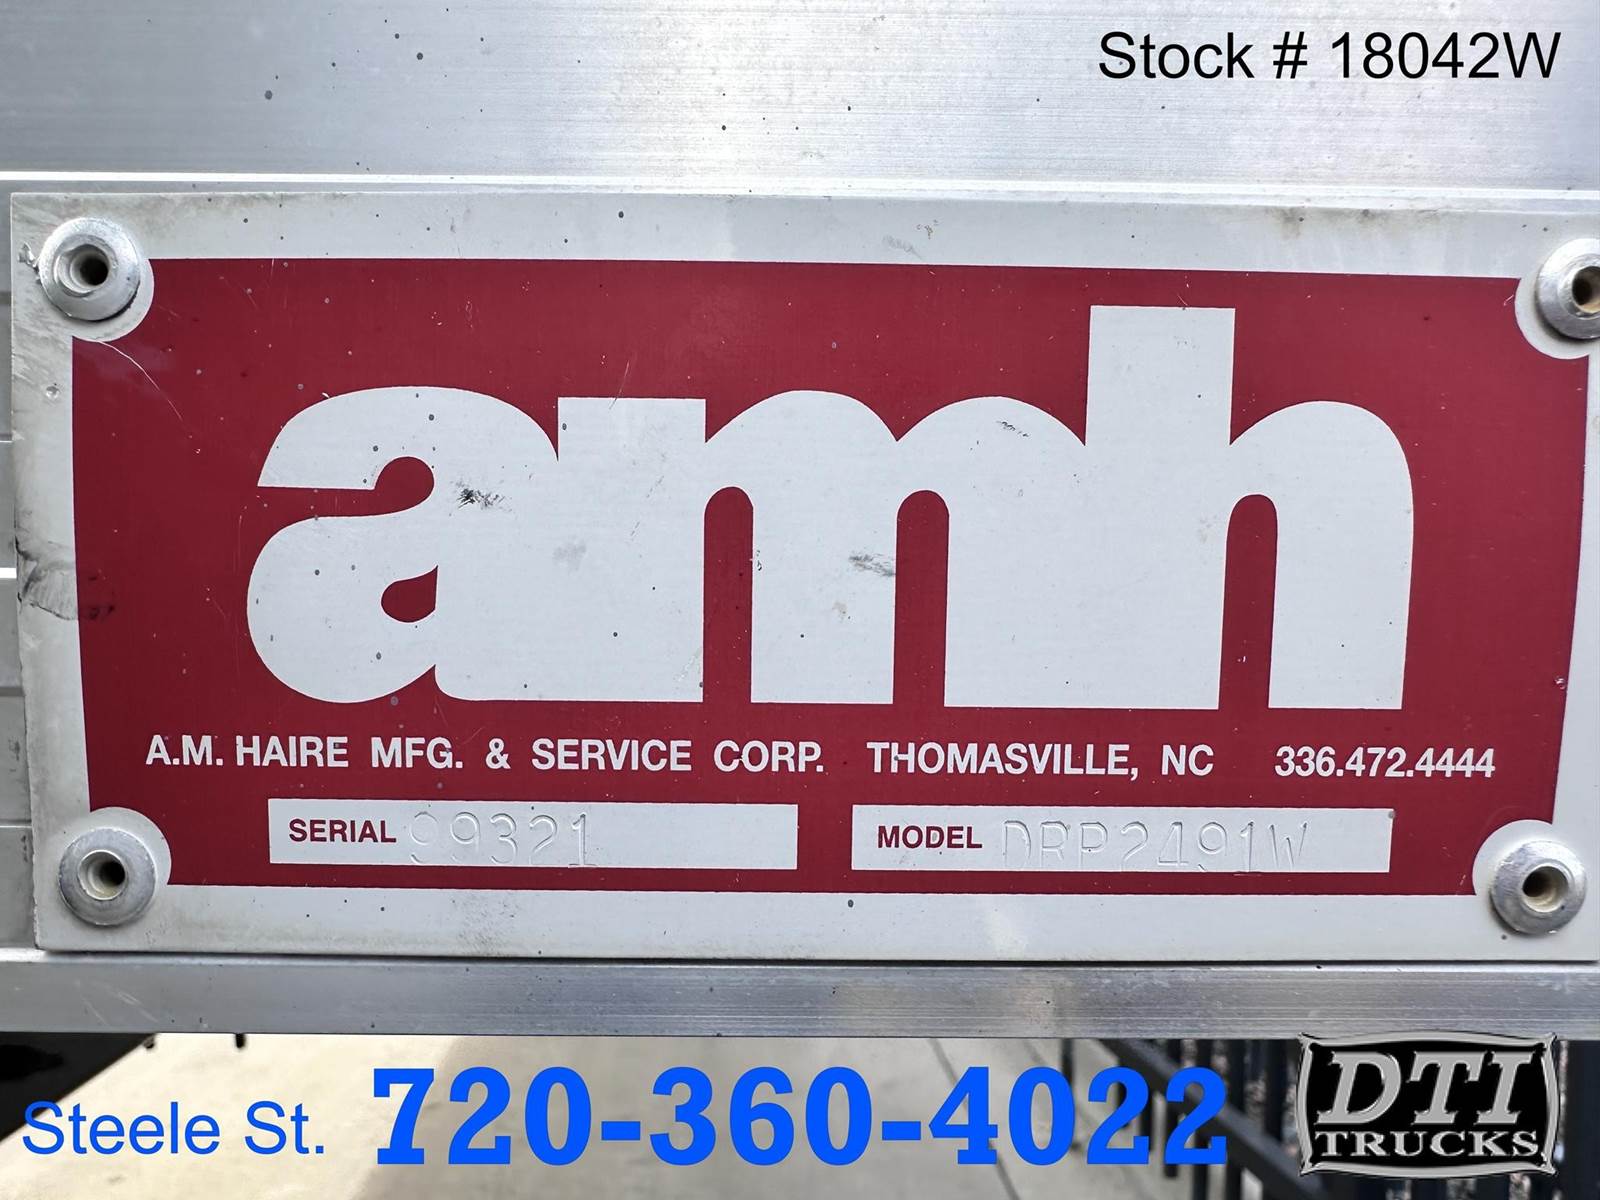 Stock # 18042W
amh
A.M. HAIRE MFG. & SERVICE CORP. THOMASVILLE, NC 336.472.4444
SERIAL 99321 MODEL DRP2491W
Steele St. 720-360-4022
DTI
TRUCKS